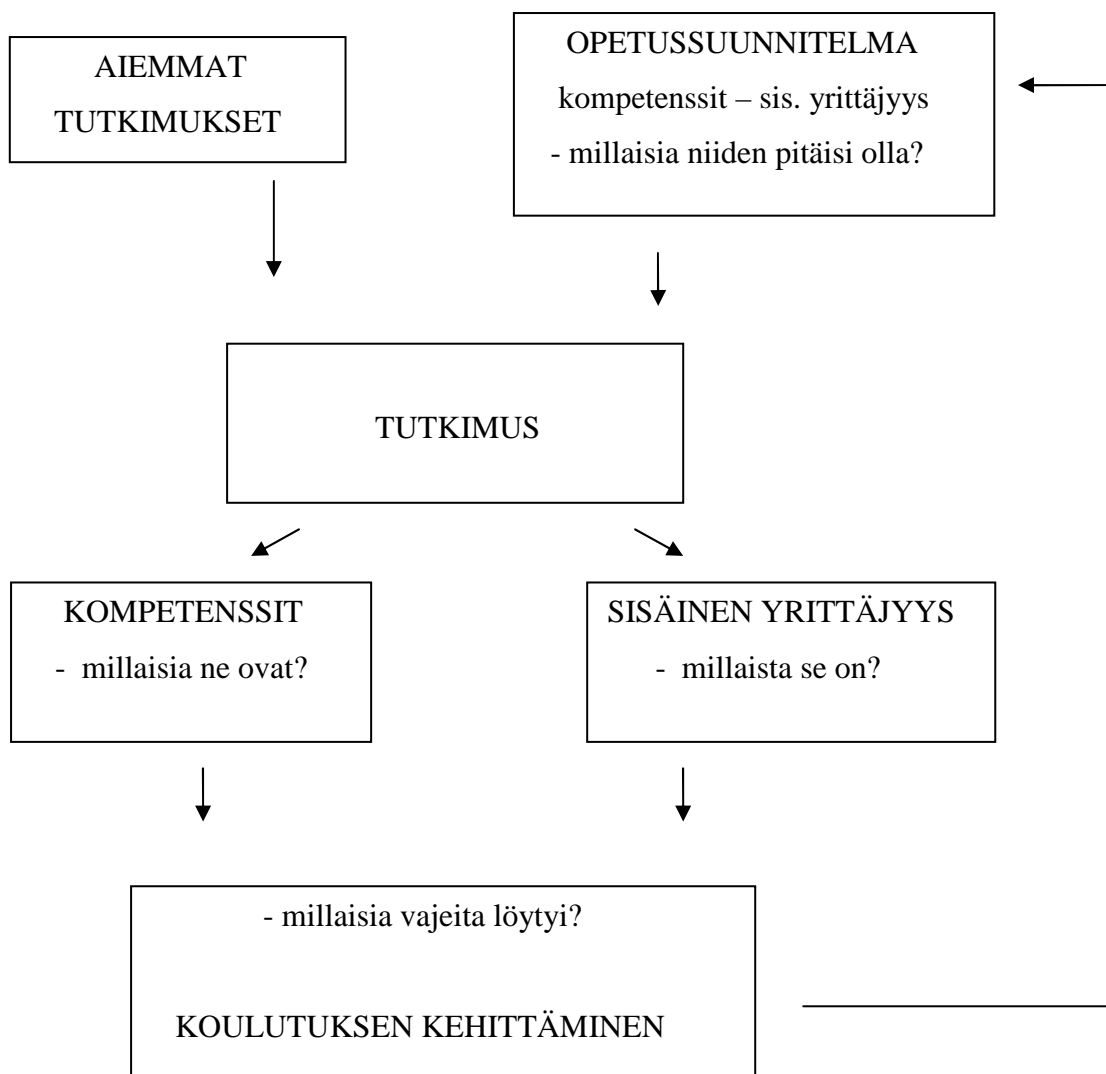 AIEMMAT
TUTKIMUKSET
OPETUSSUUNNITELMA
kompetenssit – sis. yrittäjyys
- millaisia niiden pitäisi olla?
TUTKIMUS
KOMPETENSSIT
- millaisia ne ovat?
SISÄINEN YRITTÄJYYS
- millaista se on?
- millaisia vajeita löytyi?
KOULUTUKSEN KEHITTÄMINEN